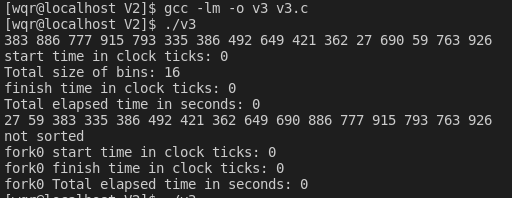 [wqr@localhost V2]$ gcc -lm -o v3 v3.c
[wqr@localhost V2]$ ./v3
383 886 777 915 793 335 386 492 649 421 362 27 690 59 763 926
start time in clock ticks: 0
Total size of bins: 16
finish time in clock ticks: 0
Total elapsed time in seconds: 0
27 59 383 335 386 492 421 362 649 690 886 777 915 793 763 926
not sorted
fork0 start time in clock ticks: 0
fork0 finish time in clock ticks: 0
fork0 Total elapsed time in seconds: 0
[wqr@localhost V2]$ ./v3